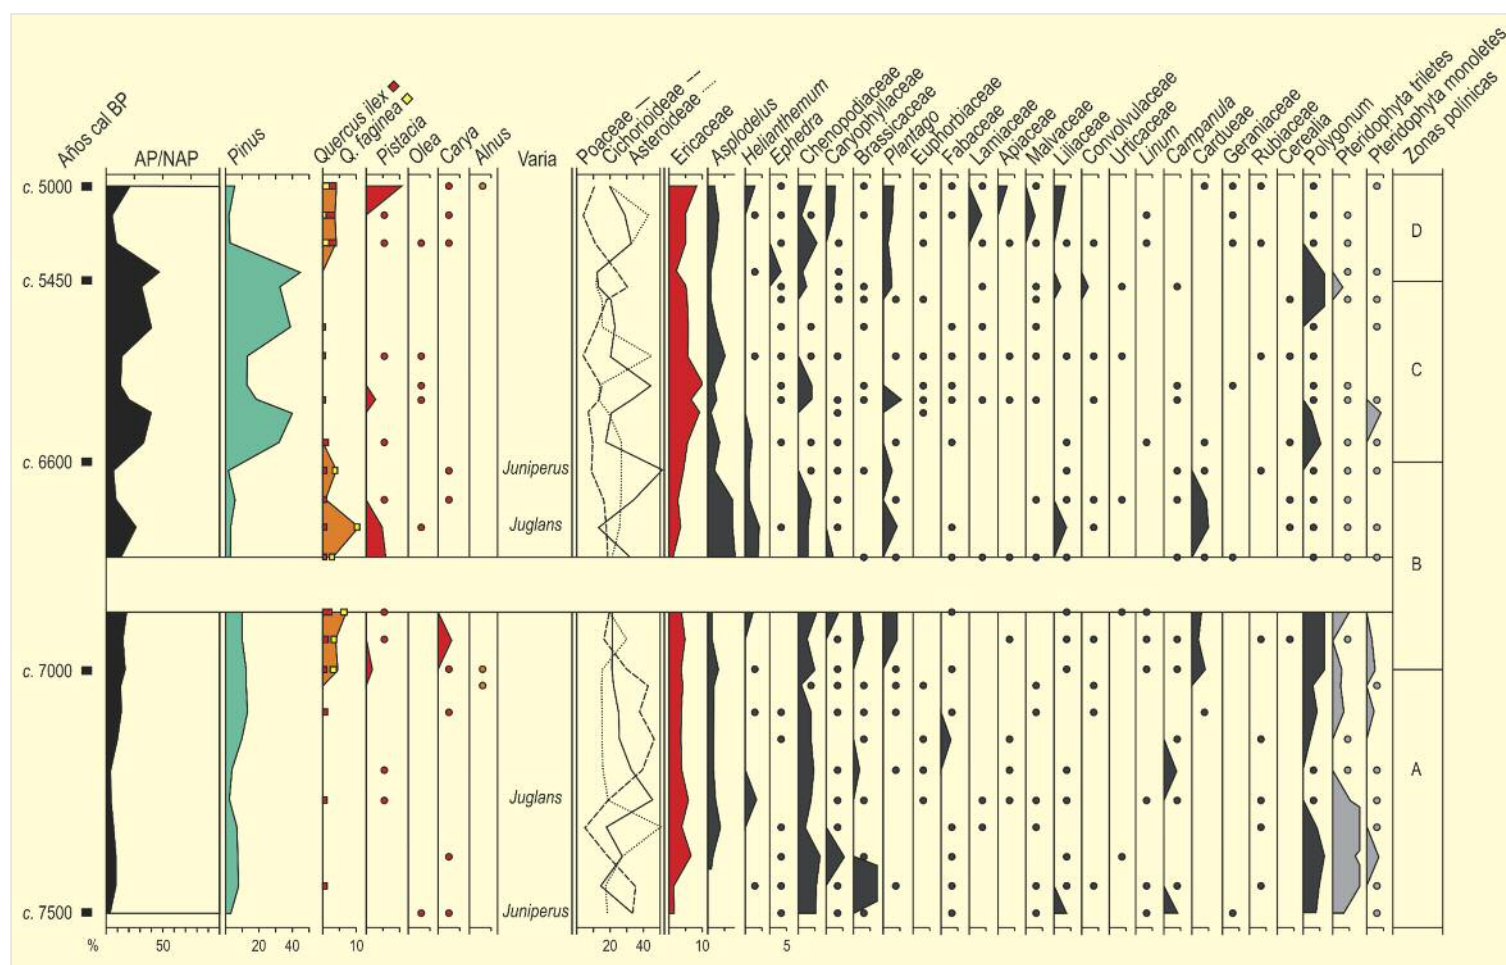 Años cal BP
AP/NAP
Pinus
Quercus ilex
Q. faginea
Pistacia
Olea
Carya
Alnus
Varia
Poaceae
Cichorioideae
Asteroideae
Ericaceae
Asplodelus
Helianthemum
Ephedra
Chenopodiaceae
Caryophyllaceae
Brassicaceae
Plantago
Euphorbiaceae
Fabaceae
Lamiaceae
Apiaceae
Malvaceae
Liliaceae
Convolvulaceae
Urticaceae
Linum
Campanula
Cardueae
Geraniaceae
Rubiaceae
Cerealia
Polygonum
Pteridophyta triletes
Pteridophyta monoletes
Zonas polínicas
c. 5000
D
c. 5450
C
c. 6600
Juniperus
Juglans
B
c. 7000
A
Juglans
c. 7500
Juniperus
% 50 20 40 10 20 40 10 5